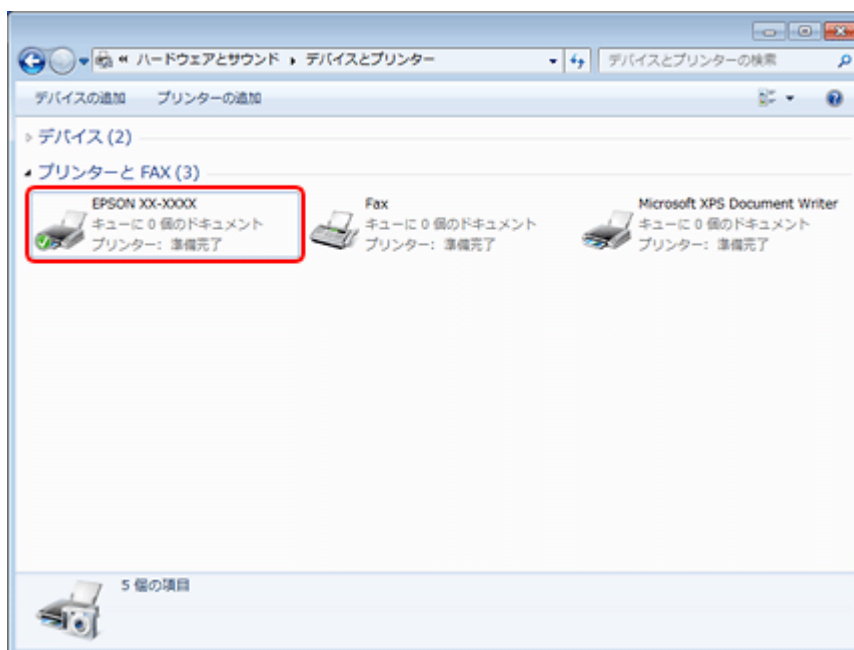 « ハードウェアとサウンド ▸ デバイスとプリンター
デバイスとプリンターの検索
デバイスの追加 プリンターの追加
デバイス (2)
プリンターと FAX (3)
EPSON XX-XXXX
キューに 0 個のドキュメント
プリンター: 準備完了
Fax
キューに 0 個のドキュメント
プリンター: 準備完了
Microsoft XPS Document Writer
キューに 0 個のドキュメント
プリンター: 準備完了
5 個の項目